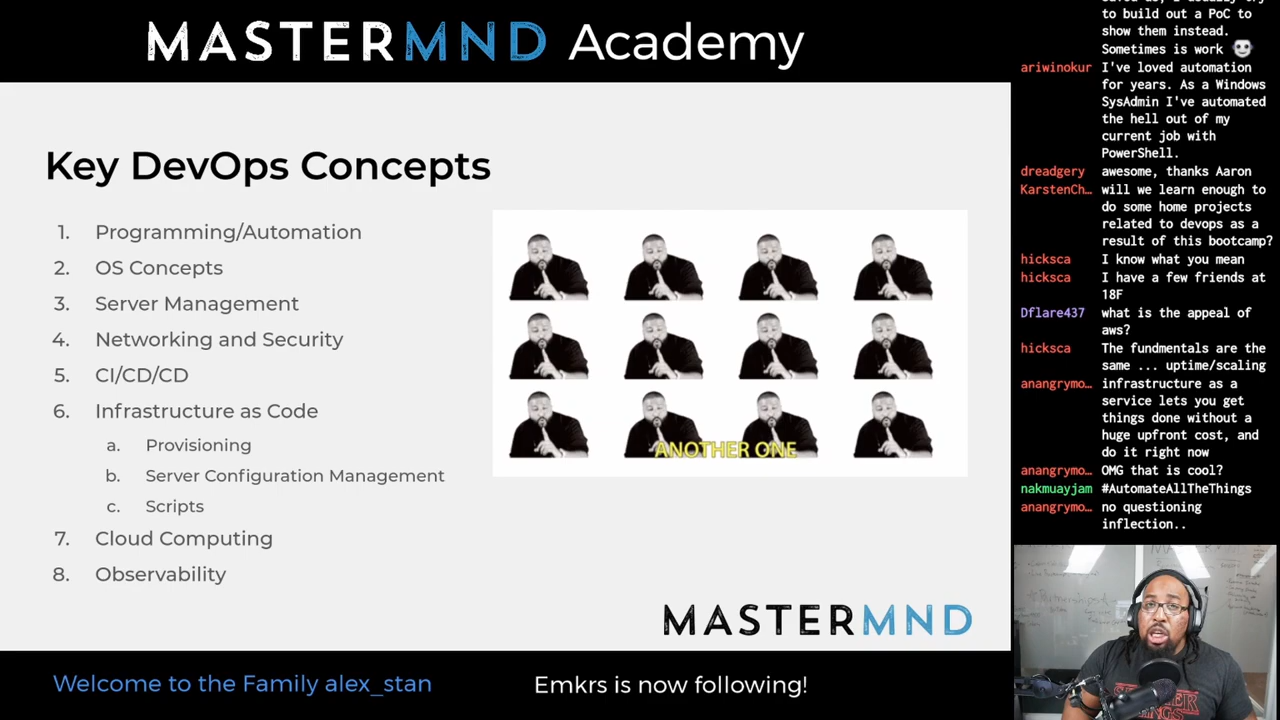 MASTERMND Academy
Key DevOps Concepts
1. Programming/Automation
2. OS Concepts
3. Server Management
4. Networking and Security
5. CI/CD/CD
6. Infrastructure as Code
a. Provisioning
b. Server Configuration Management
c. Scripts
7. Cloud Computing
8. Observability
ANOTHER ONE
MASTERMND
Welcome to the Family alex_stan
Emkrs is now following!
to build out a PoC to
show them instead.
Sometimes is work
ariwinokur I've loved automation
for years. As a Windows
SysAdmin I've automated
the hell out of my
current job with
PowerShell.
dreadgery awesome, thanks Aaron
KarstenCh… will we learn enough to
do some home projects
related to devops as a
result of this bootcamp?
hicksca I know what you mean
hicksca I have a few friends at
18F
Dflare437 what is the appeal of
aws?
hicksca The fundmentals are the
same ... uptime/scaling
anangrymo… infrastructure as a
service lets you get
things done without a
huge upfront cost, and
do it right now
anangrymo… OMG that is cool?
nakmuayjam #AutomateAllTheThings
anangrymo… no questioning
inflection..